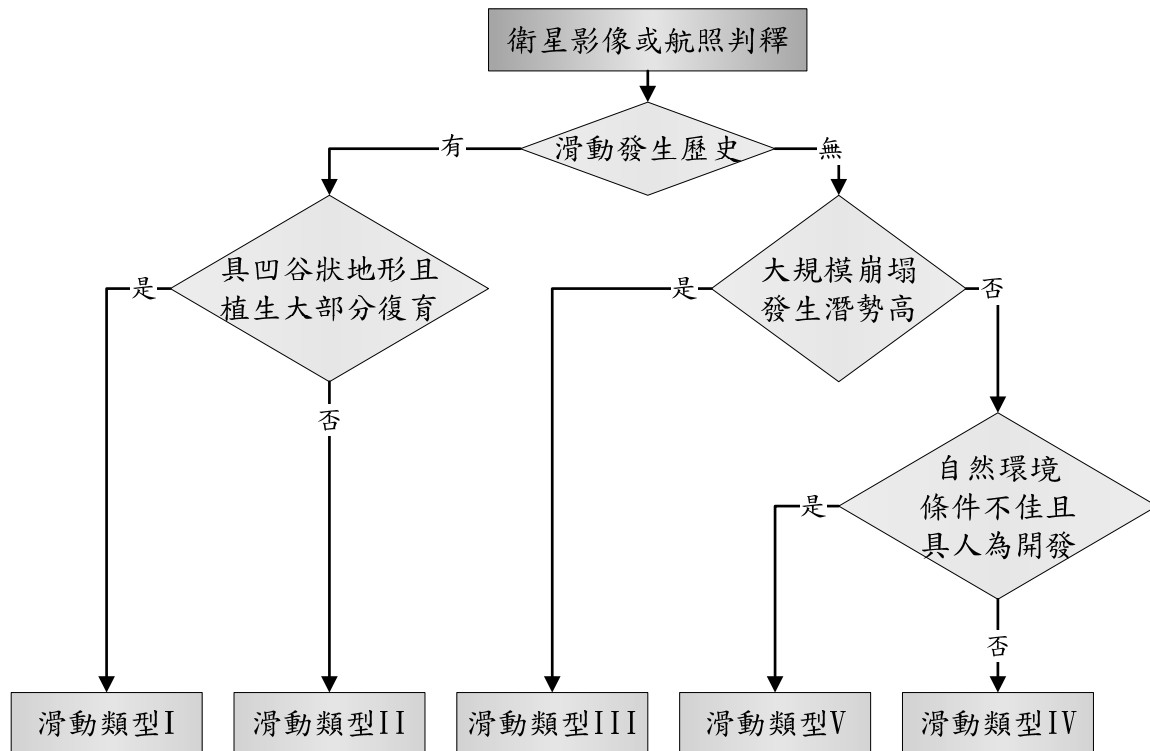 衛星影像或航照判釋
滑動發生歷史
有
無
具凹谷狀地形且
植生大部分復育
大規模崩塌
發生潛勢高
是
是
否
否
自然環境
條件不佳且
具人為開發
是
否
滑動類型I
滑動類型II
滑動類型III
滑動類型V
滑動類型IV